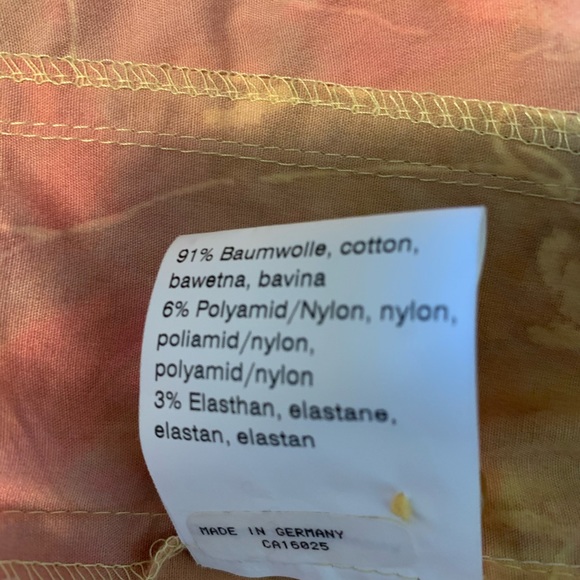 91% Baumwolle, cotton,
bawetna, bavina
6% Polyamid/Nylon, nylon,
poliamid/nylon,
polyamid/nylon
3% Elasthan, elastane,
elastan, elastan
MADE IN GERMANY
CA16025